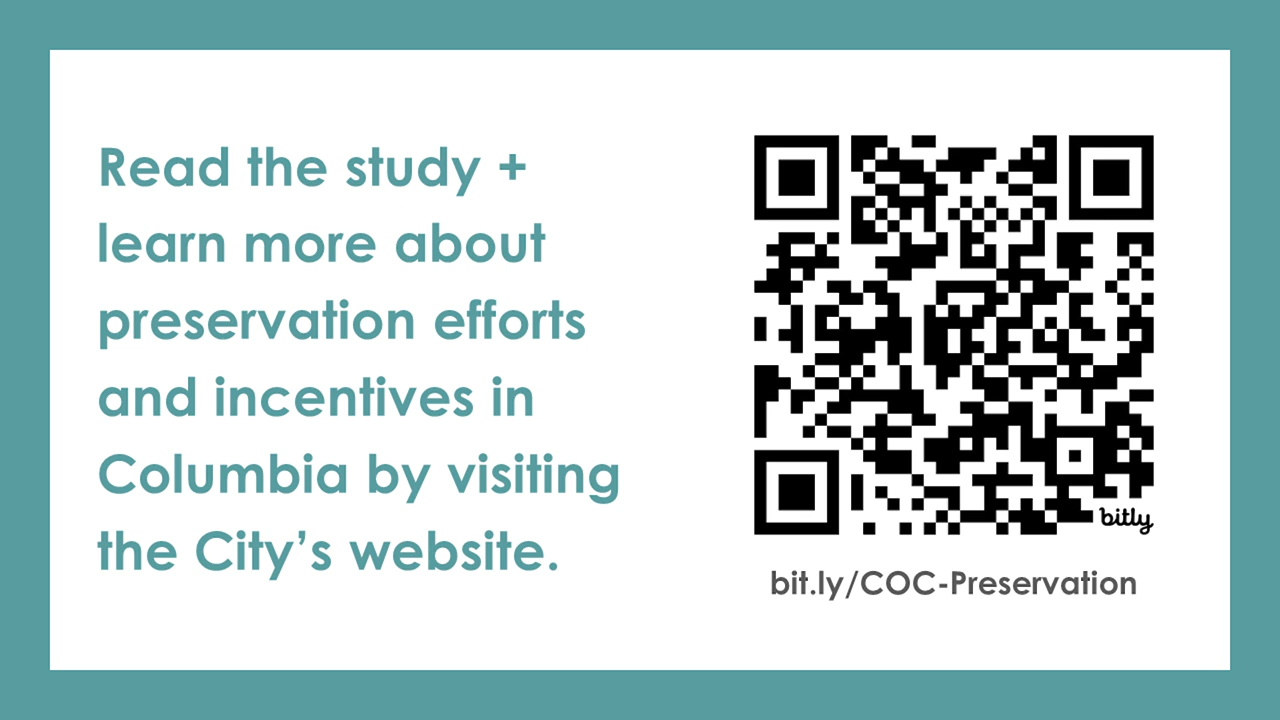 Read the study +
learn more about
preservation efforts
and incentives in
Columbia by visiting
the City’s website.
bitly
bit.ly/COC-Preservation